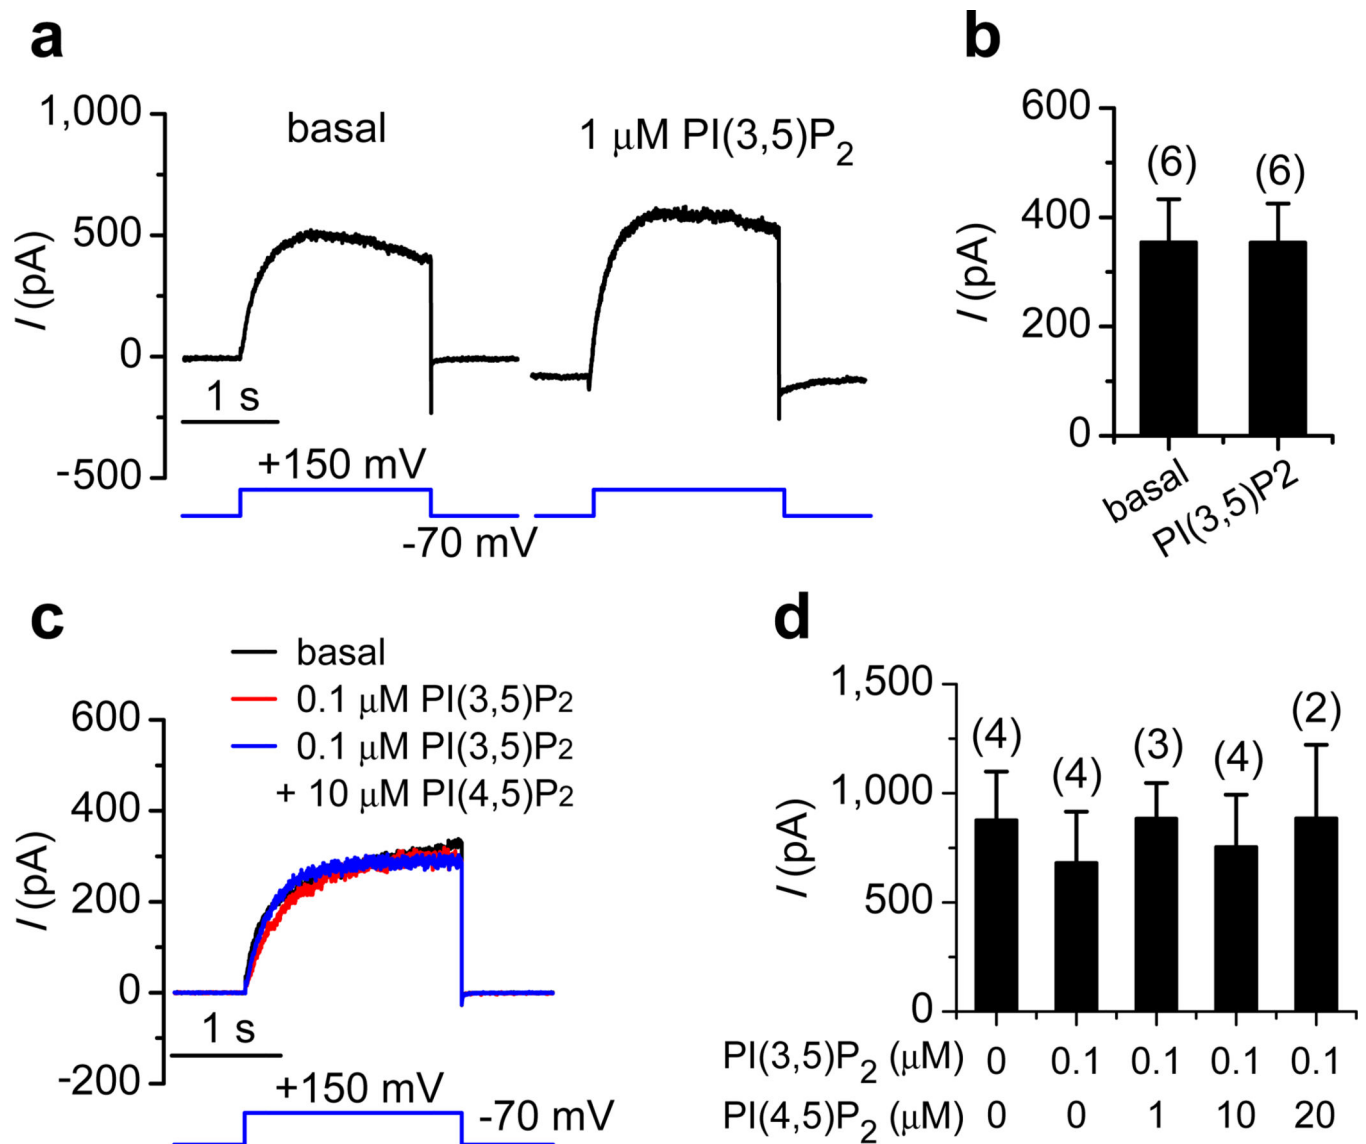 a
1,000
500
0
-500
I (pA)
basal
1 μM PI(3,5)P2
1 s
+150 mV
-70 mV
b
600
400
200
0
I (pA)
(6)
(6)
basal
PI(3,5)P2
c
basal
0.1 μM PI(3,5)P2
0.1 μM PI(3,5)P2
+ 10 μM PI(4,5)P2
600
400
200
0
-200
I (pA)
1 s
+150 mV
-70 mV
d
1,500
1,000
500
0
I (pA)
(4)
(4)
(3)
(4)
(2)
PI(3,5)P2 (μM) 0 0.1 0.1 0.1 0.1
PI(4,5)P2 (μM) 0 0 1 10 20